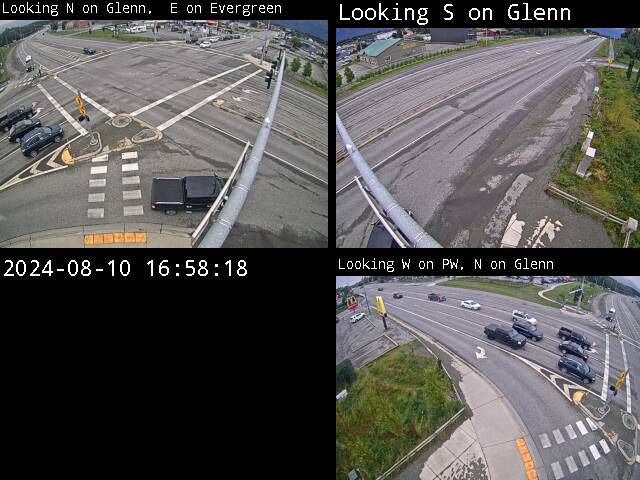 Looking N on Glenn,  E on Evergreen
Looking S on Glenn
2024-08-10 16:58:18
Looking W on PW, N on Glenn